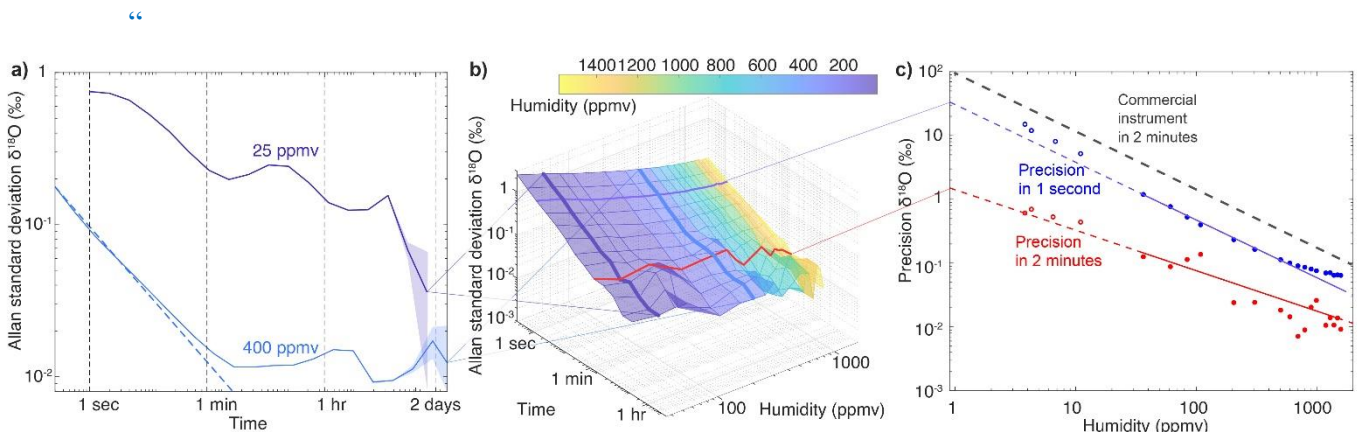 “
a)
1
10-1
10-2
Allan standard deviation δ18O (‰)
25 ppmv
400 ppmv
1 sec
1 min
1 hr
2 days
Time
b)
1400 1200 1000 800 600 400 200
Humidity (ppmv)
Allan standard deviation δ18O (‰)
1
10-1
10-2
10-3
1 sec
1 min
1 hr
Time
100
1000
Humidity (ppmv)
c)
102
10
1
10-1
10-2
10-3
Precision δ18O (‰)
Commercial
instrument
in 2 minutes
Precision
in 1 second
Precision
in 2 minutes
1
10
100
1000
Humidity (ppmv)